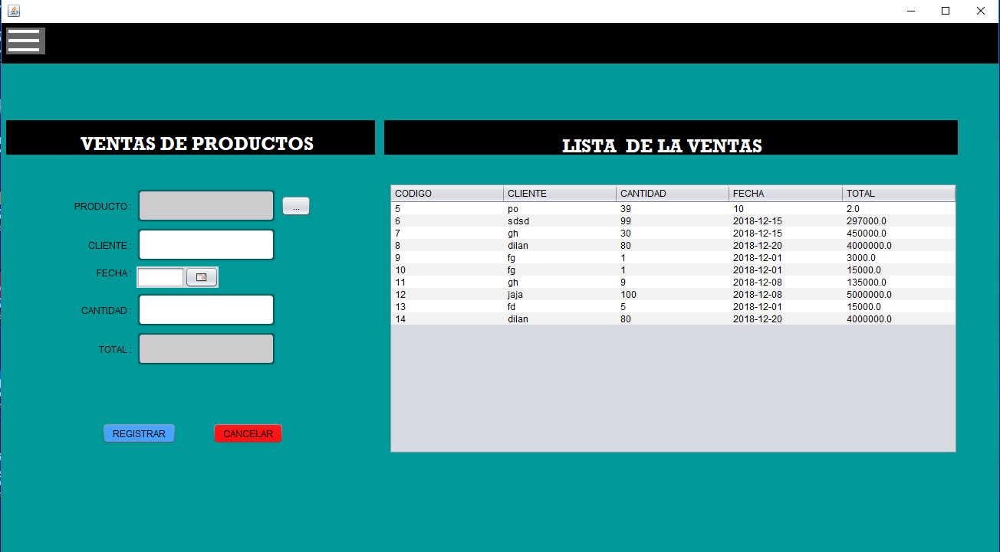 VENTAS DE PRODUCTOS
PRODUCTO :
...
CLIENTE :
FECHA :
CANTIDAD :
TOTAL :
REGISTRAR CANCELAR
LISTA DE LA VENTAS
CODIGO CLIENTE CANTIDAD FECHA TOTAL
5 po 39 10 2.0
6 sdsd 99 2018-12-15 297000.0
7 gh 30 2018-12-15 450000.0
8 dilan 80 2018-12-20 4000000.0
9 fg 1 2018-12-01 3000.0
10 fg 1 2018-12-01 15000.0
11 gh 9 2018-12-08 135000.0
12 jaja 100 2018-12-08 5000000.0
13 fd 5 2018-12-01 15000.0
14 dilan 80 2018-12-20 4000000.0